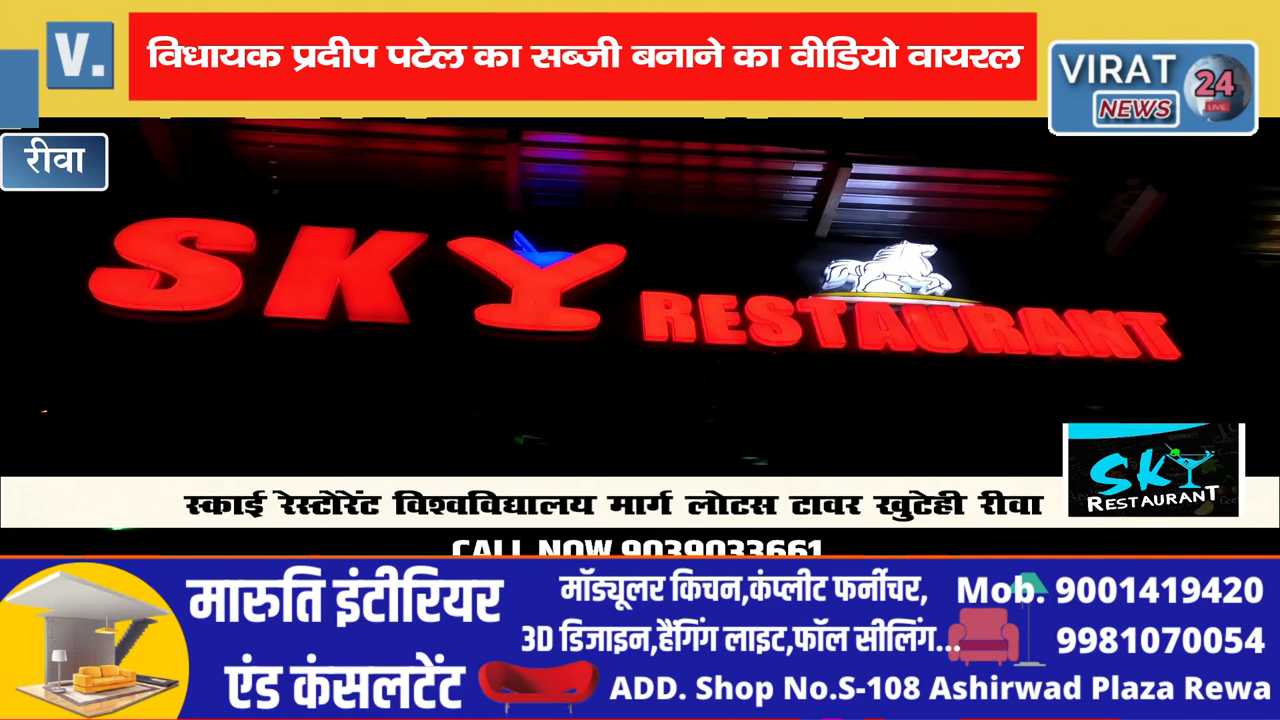 V.
विधायक प्रदीप पटेल का सब्जी बनाने का वीडियो वायरल
VIRAT
24
NEWS
LIVE
रीवा
SKY RESTAURANT
SKY
RESTAURANT
स्काई रेस्टोरेंट विश्वविद्यालय मार्ग लोटस टावर खुटेही रीवा
CALL NOW 9039033661
मारुति इंटीरियर
एंड कंसलटेंट
मॉड्यूलर किचन,कंप्लीट फर्नीचर,
3D डिजाइन,हैंगिंग लाइट,फॉल सीलिंग...
Mob. 9001419420
9981070054
ADD. Shop No.S-108 Ashirwad Plaza Rewa